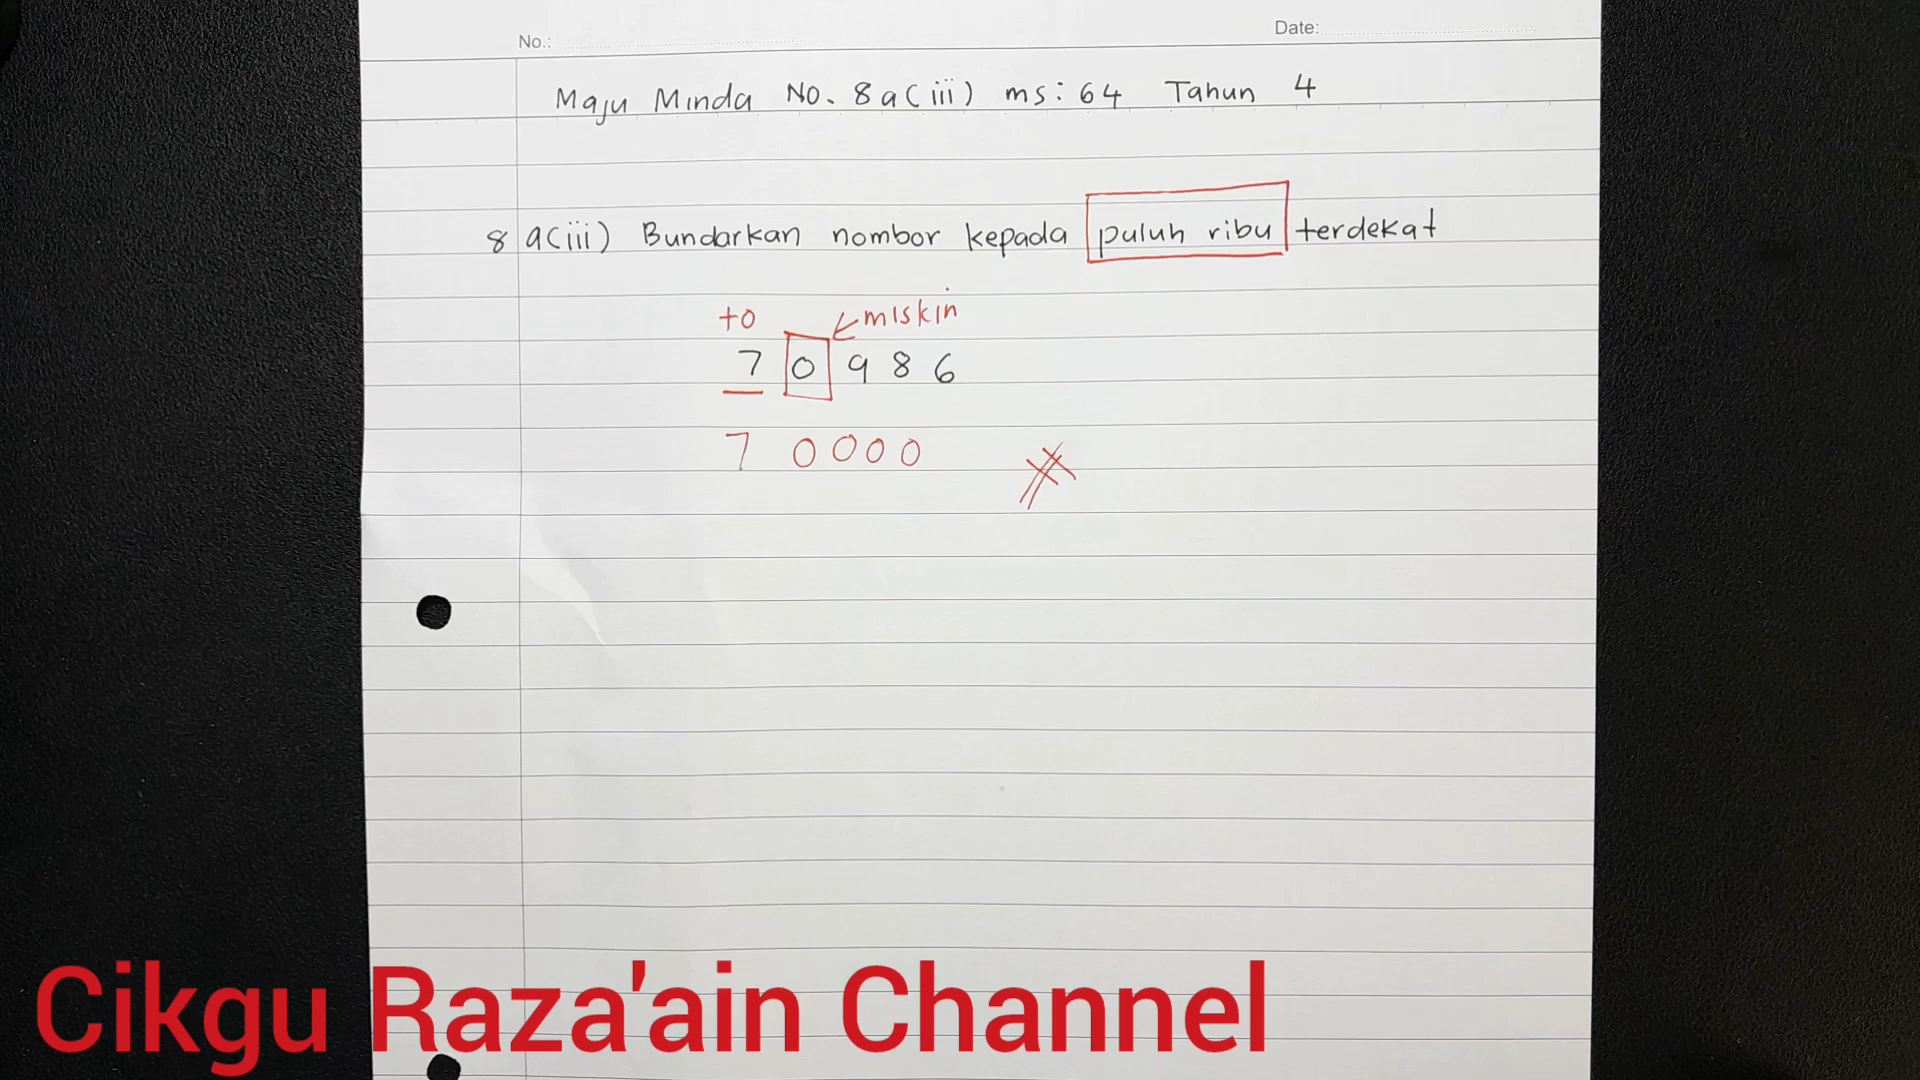 No.: Date:
Maju Minda No. 8a(iii) ms: 64 Tahun 4
8 a(iii) Bundarkan nombor kepada puluh ribu terdekat
+0 miskin
7 0 9 8 6
7 0000
Cikgu Raza'ain Channel